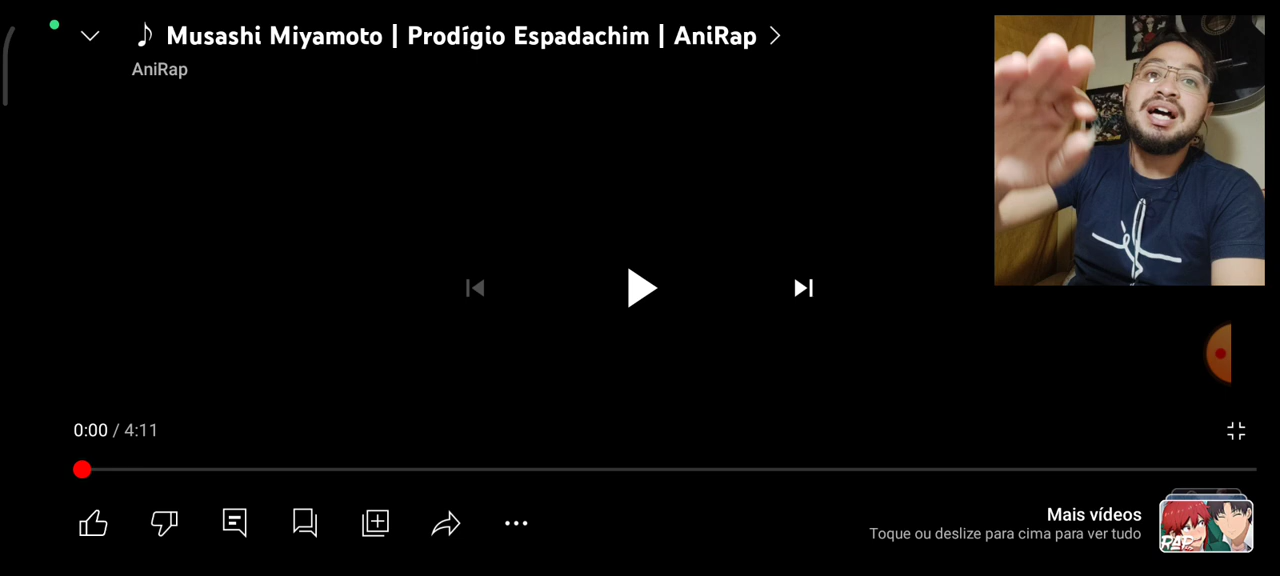 ♪ Musashi Miyamoto | Prodígio Espadachim | AniRap
AniRap
0:00 / 4:11
Mais vídeos
Toque ou deslize para cima para ver tudo
RAP